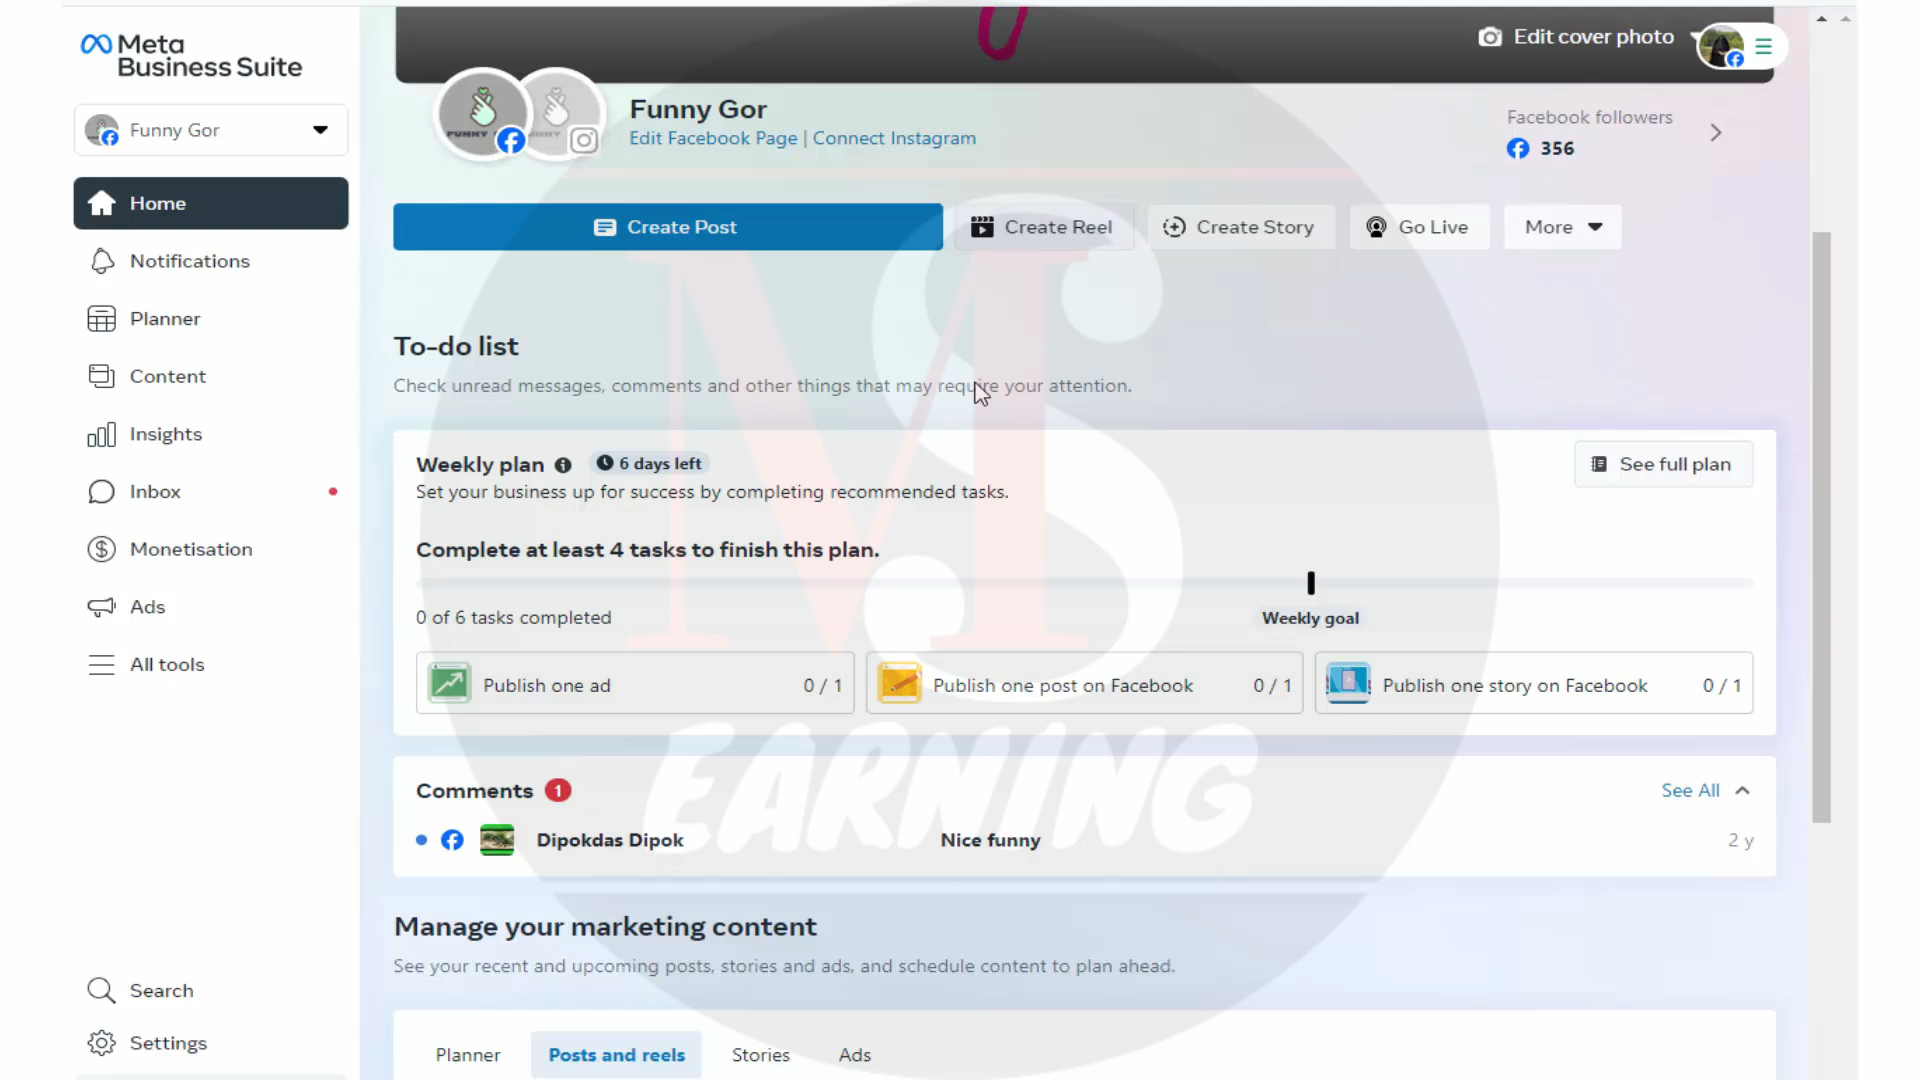 Meta
Business Suite
Funny Gor
Home
Notifications
Planner
Content
Insights
Inbox
Monetisation
Ads
All tools
Search
Settings
Edit cover photo
Funny Gor
Edit Facebook Page | Connect Instagram
Facebook followers
356
Create Post
Create Reel
Create Story
Go Live
More
To-do list
Check unread messages, comments and other things that may require your attention.
Weekly plan
6 days left
See full plan
Set your business up for success by completing recommended tasks.
Complete at least 4 tasks to finish this plan.
0 of 6 tasks completed
Weekly goal
Publish one ad 0 / 1
Publish one post on Facebook 0 / 1
Publish one story on Facebook 0 / 1
MS
EARNING
Comments 1
See All
Dipokdas Dipok Nice funny 2 y
Manage your marketing content
See your recent and upcoming posts, stories and ads, and schedule content to plan ahead.
Planner Posts and reels Stories Ads